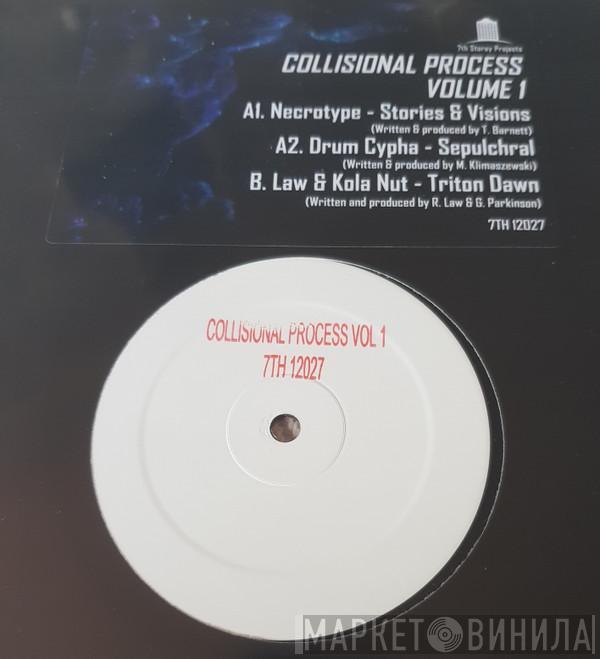 7th Storey Projects
COLLISIONAL PROCESS
VOLUME 1
A1. Necrotype - Stories & Visions
(Written & produced by T. Barnett)
A2. Drum Cypha - Sepulchral
(Written & produced by M. Klimaszewski)
B. Law & Kola Nut - Triton Dawn
(Written and produced by R. Law & G. Parkinson)
7TH 12027
COLLISIONAL PROCESS VOL 1
7TH 12027
МАРКЕТ ВИНИЛА